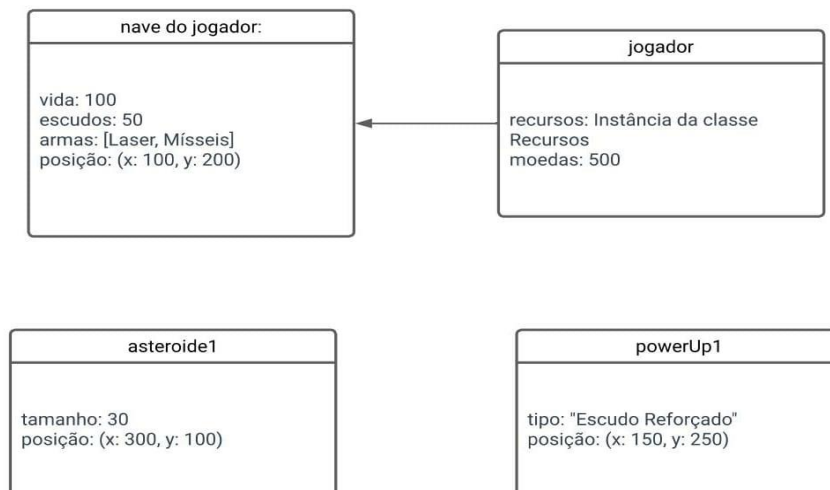 nave do jogador:
vida: 100
escudos: 50
armas: [Laser, Mísseis]
posição: (x: 100, y: 200)
jogador
recursos: Instância da classe
Recursos
moedas: 500
asteroide1
tamanho: 30
posição: (x: 300, y: 100)
powerUp1
tipo: "Escudo Reforçado"
posição: (x: 150, y: 250)